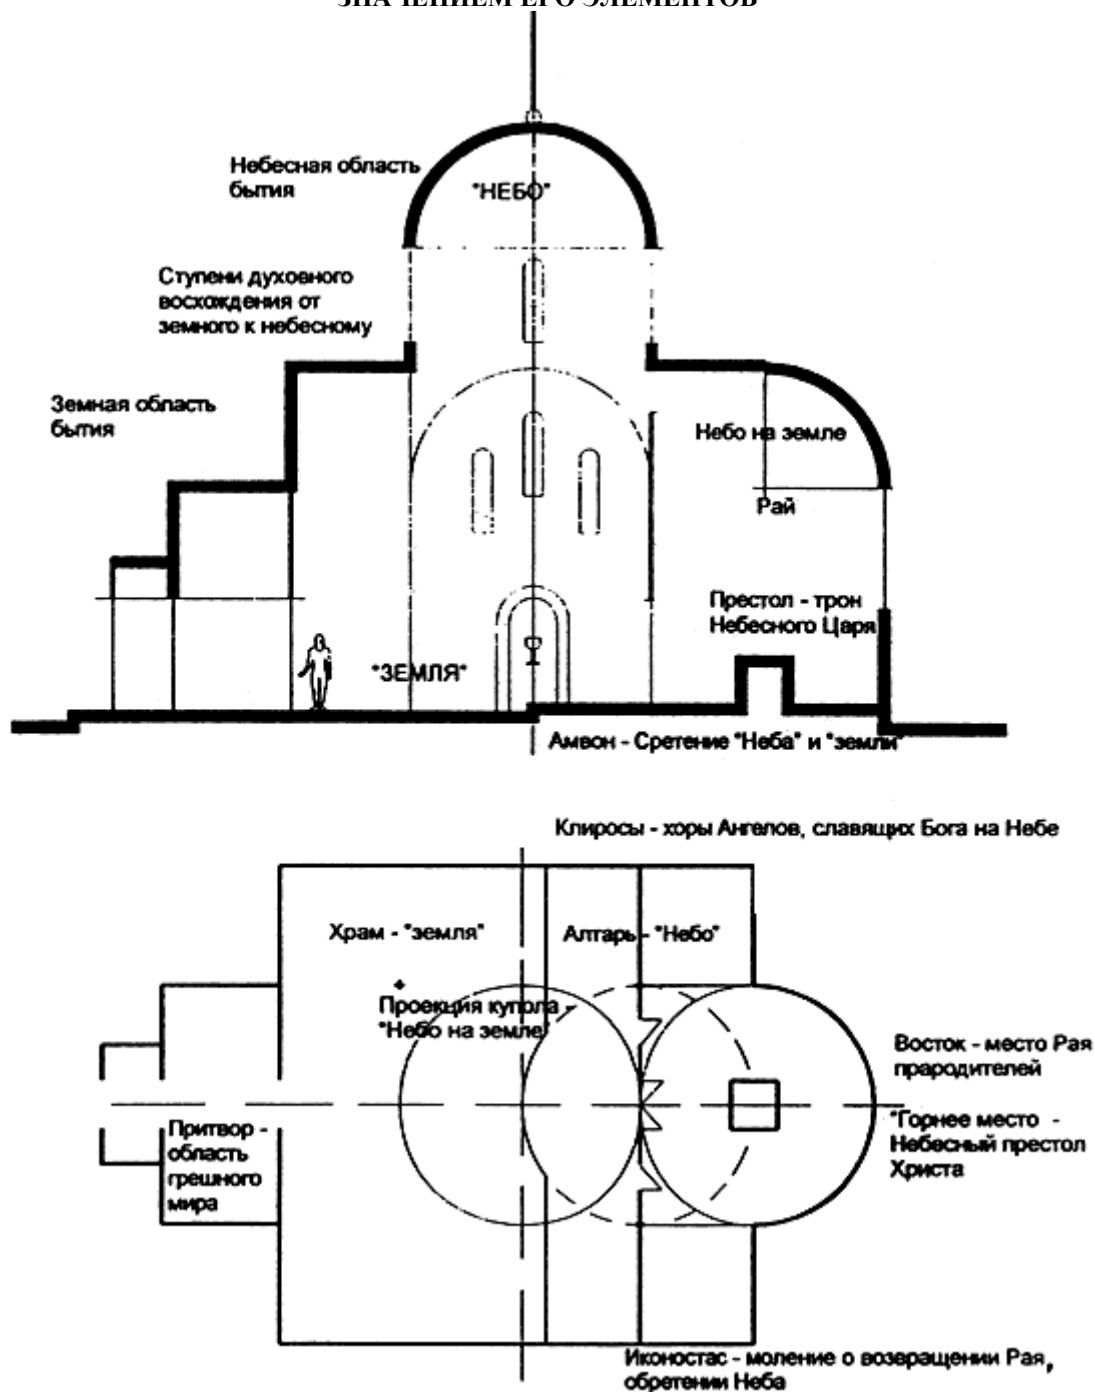 ЗНАЧЕНИЕМ ЕГО ЭЛЕМЕНТОВ
Небесная область
бытия
"НЕБО"
Ступени духовного
восхождения от
земного к небесному
Земная область
бытия
Небо на земле
Рай
Престол - трон
Небесного Царя
"ЗЕМЛЯ"
Амвон - Сретение "Неба" и "земли"
Клиросы - хоры Ангелов, славящих Бога на Небе
Храм - "земля"
Алтарь - "Небо"
Проекция купола -
"Небо на земле"
Восток - место Рая
прародителей
"Горнее место -
Небесный престол
Христа
Притвор -
область
грешного
мира
Иконостас - моление о возвращении Рая,
обретении Неба